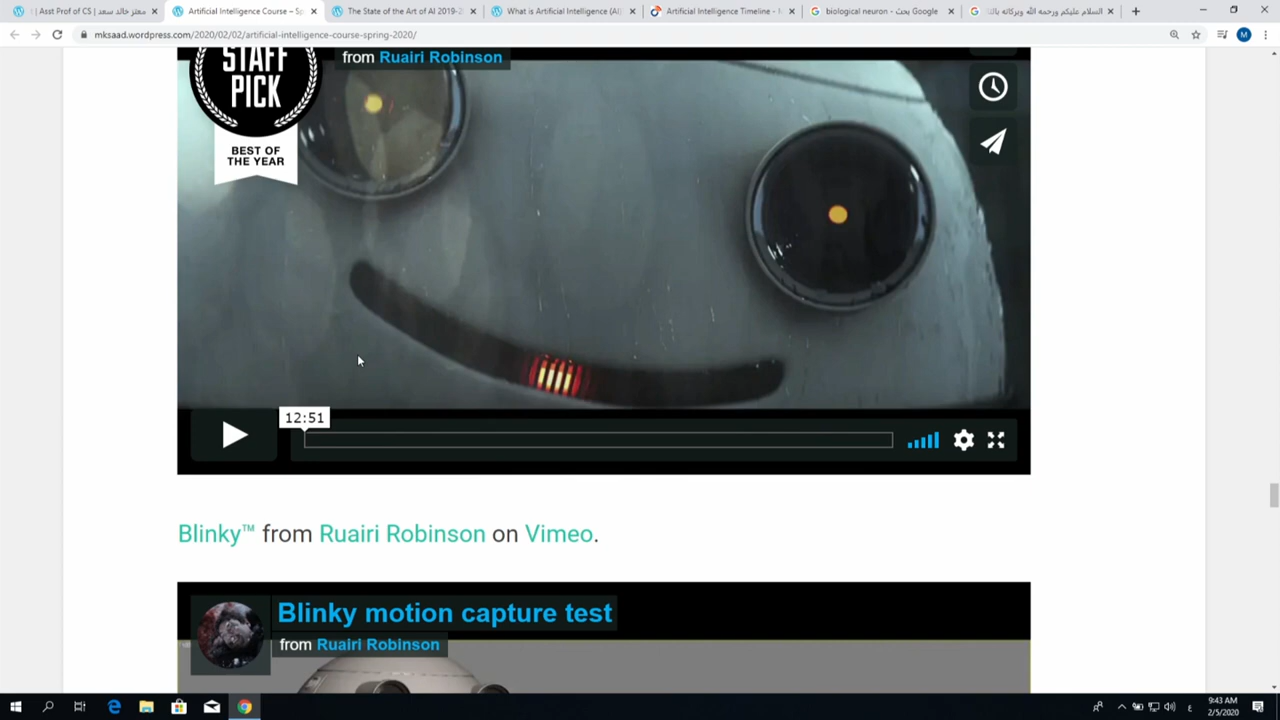 معتز خالد سعد | Asst Prof of CS |
Artificial Intelligence Course – Sp
The State of the Art of AI 2019-2
What is Artificial Intelligence (AI)
Artificial Intelligence Timeline -
biological neuron - بحث Google
السلام عليكم ورحمه الله وبركاته بالنا
mksaad.wordpress.com/2020/02/02/artificial-intelligence-course-spring-2020/
M
STAFF
PICK
BEST OF
THE YEAR
from Ruairi Robinson
12:51
Blinky™ from Ruairi Robinson on Vimeo.
Blinky motion capture test
from Ruairi Robinson
ع
9:43 AM
2/5/2020